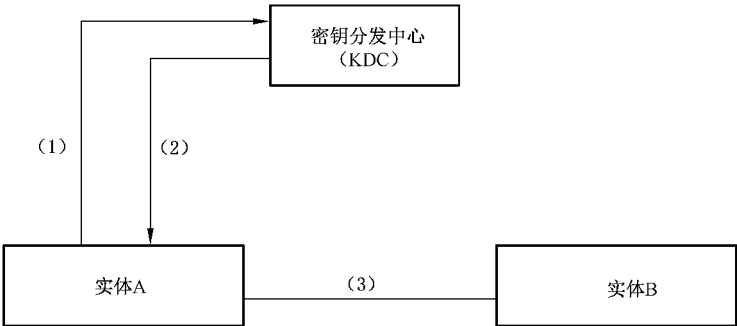 密钥分发中心
（KDC）
（1）
（2）
实体A
（3）
实体B